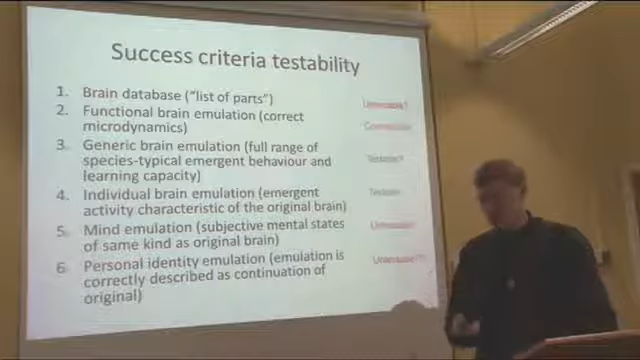 Success criteria testability
1. Brain database ("list of parts")
2. Functional brain emulation (correct
microdynamics)
3. Generic brain emulation (full range of
species-typical emergent behaviour and
learning capacity)
4. Individual brain emulation (emergent
activity characteristic of the original brain)
5. Mind emulation (subjective mental states
of same kind as original brain)
6. Personal identity emulation (emulation is
correctly described as continuation of
original)